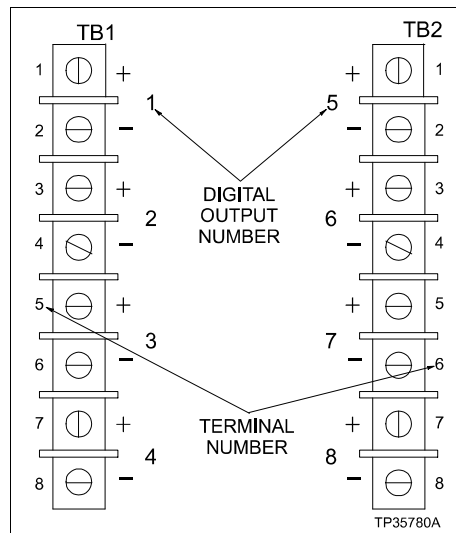 TB1 TB2
1 + + 1
1 5
2 – – 2
3 + + 3
DIGITAL
OUTPUT
NUMBER
2 6
4 – – 4
5 + + 5
3 7
6 – – 6
7 + + 7
TERMINAL
NUMBER
4 8
8 – – 8
TP35780A